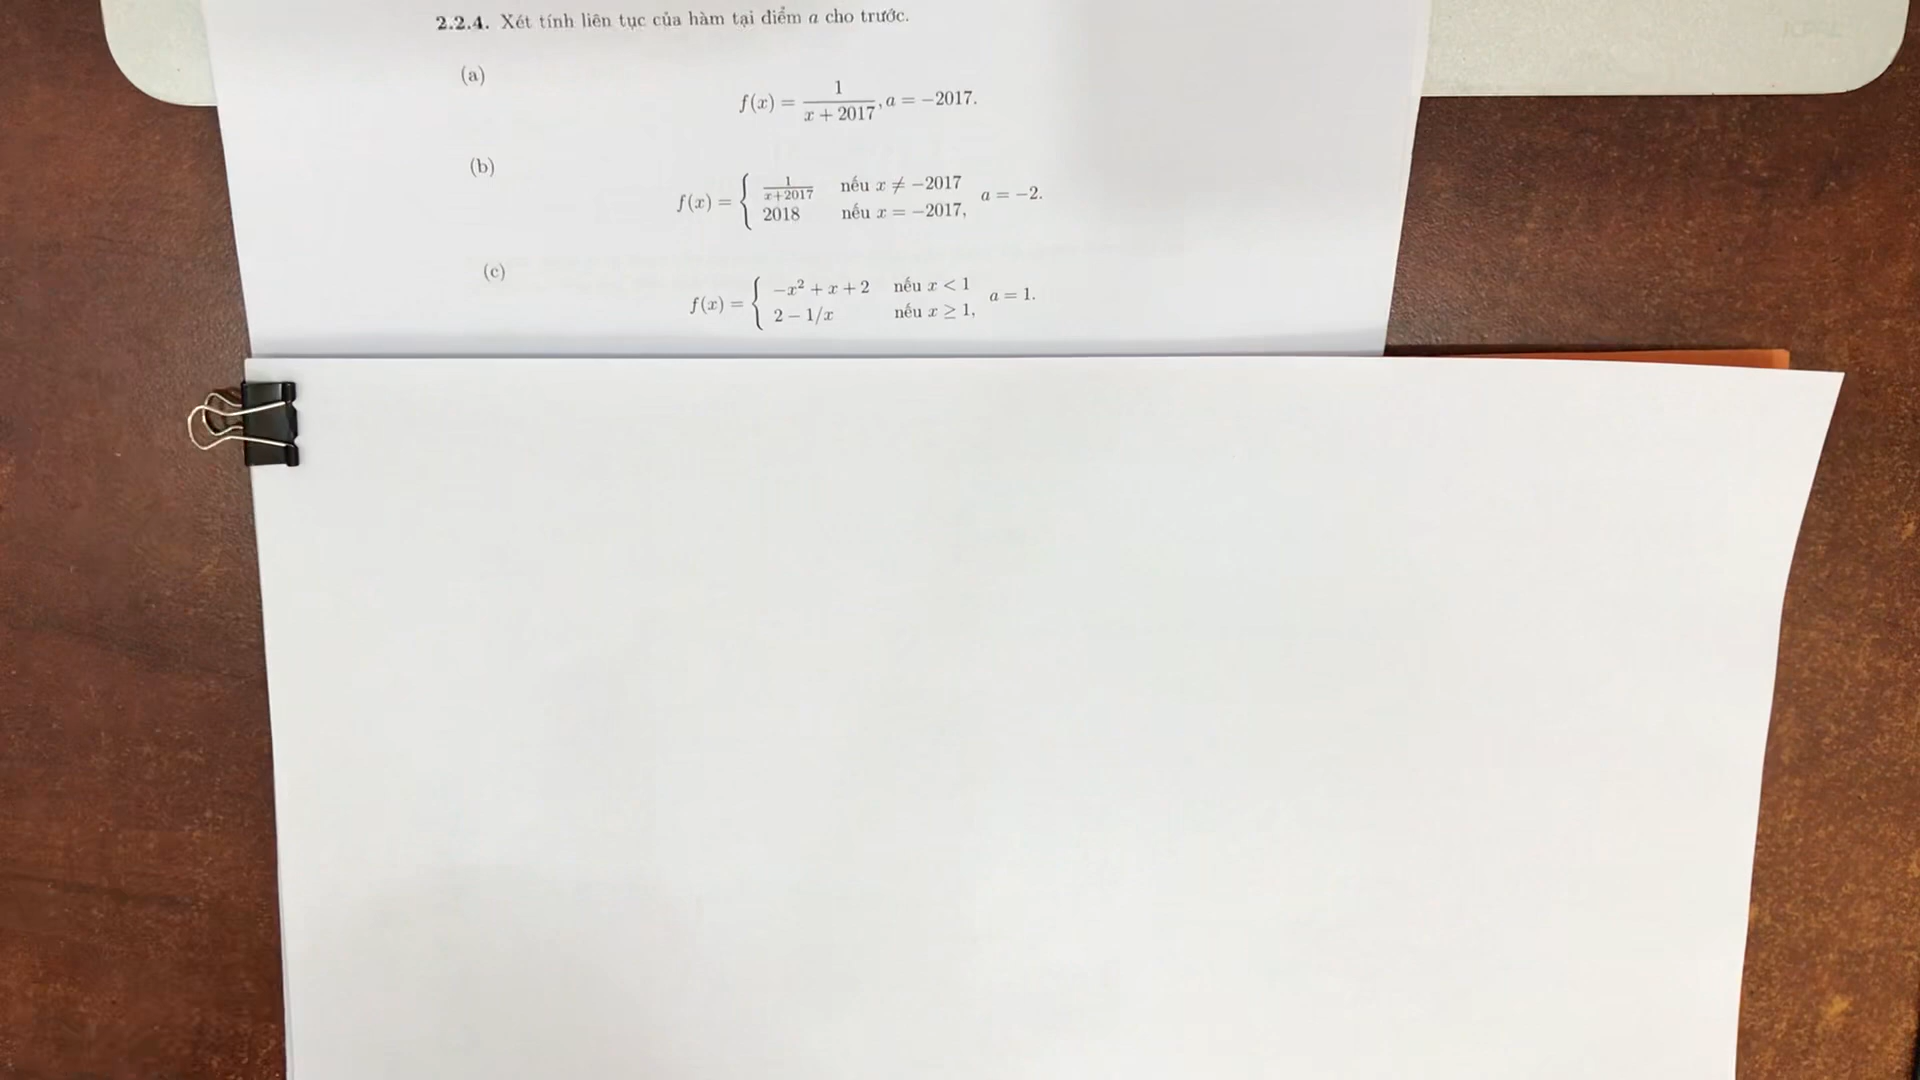 2.2.4. Xét tính liên tục của hàm tại điểm a cho trước.
(a)
f(x) = 1/(x + 2017), a = −2017.
(b)
f(x) = { 1/(x+2017) nếu x ≠ −2017
2018 nếu x = −2017, a = −2.
(c)
f(x) = { −x² + x + 2 nếu x < 1
2 − 1/x nếu x ≥ 1, a = 1.